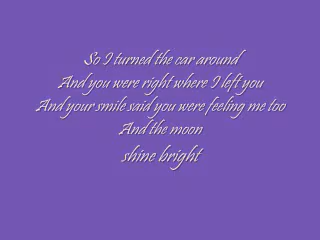 So I turned the car around
And you were right where I left you
And your smile said you were feeling me too
And the moon
shine bright